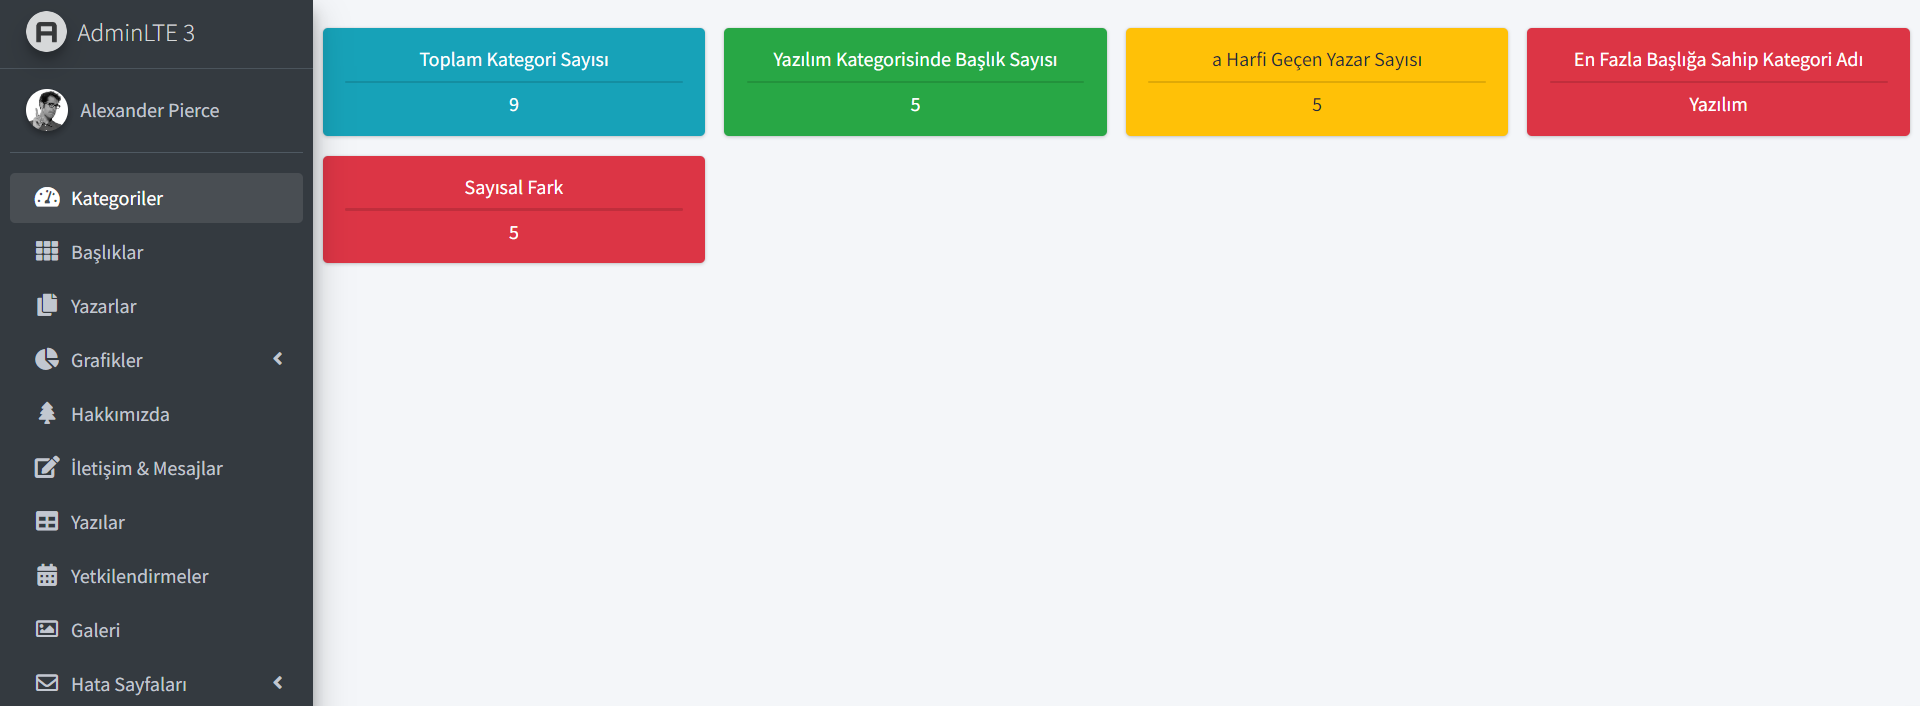 AdminLTE 3
Alexander Pierce
Kategoriler
Başlıklar
Yazarlar
Grafikler
Hakkımızda
İletişim & Mesajlar
Yazılar
Yetkilendirmeler
Galeri
Hata Sayfaları
Toplam Kategori Sayısı
9
Yazılım Kategorisinde Başlık Sayısı
5
a Harfi Geçen Yazar Sayısı
5
En Fazla Başlığa Sahip Kategori Adı
Yazılım
Sayısal Fark
5